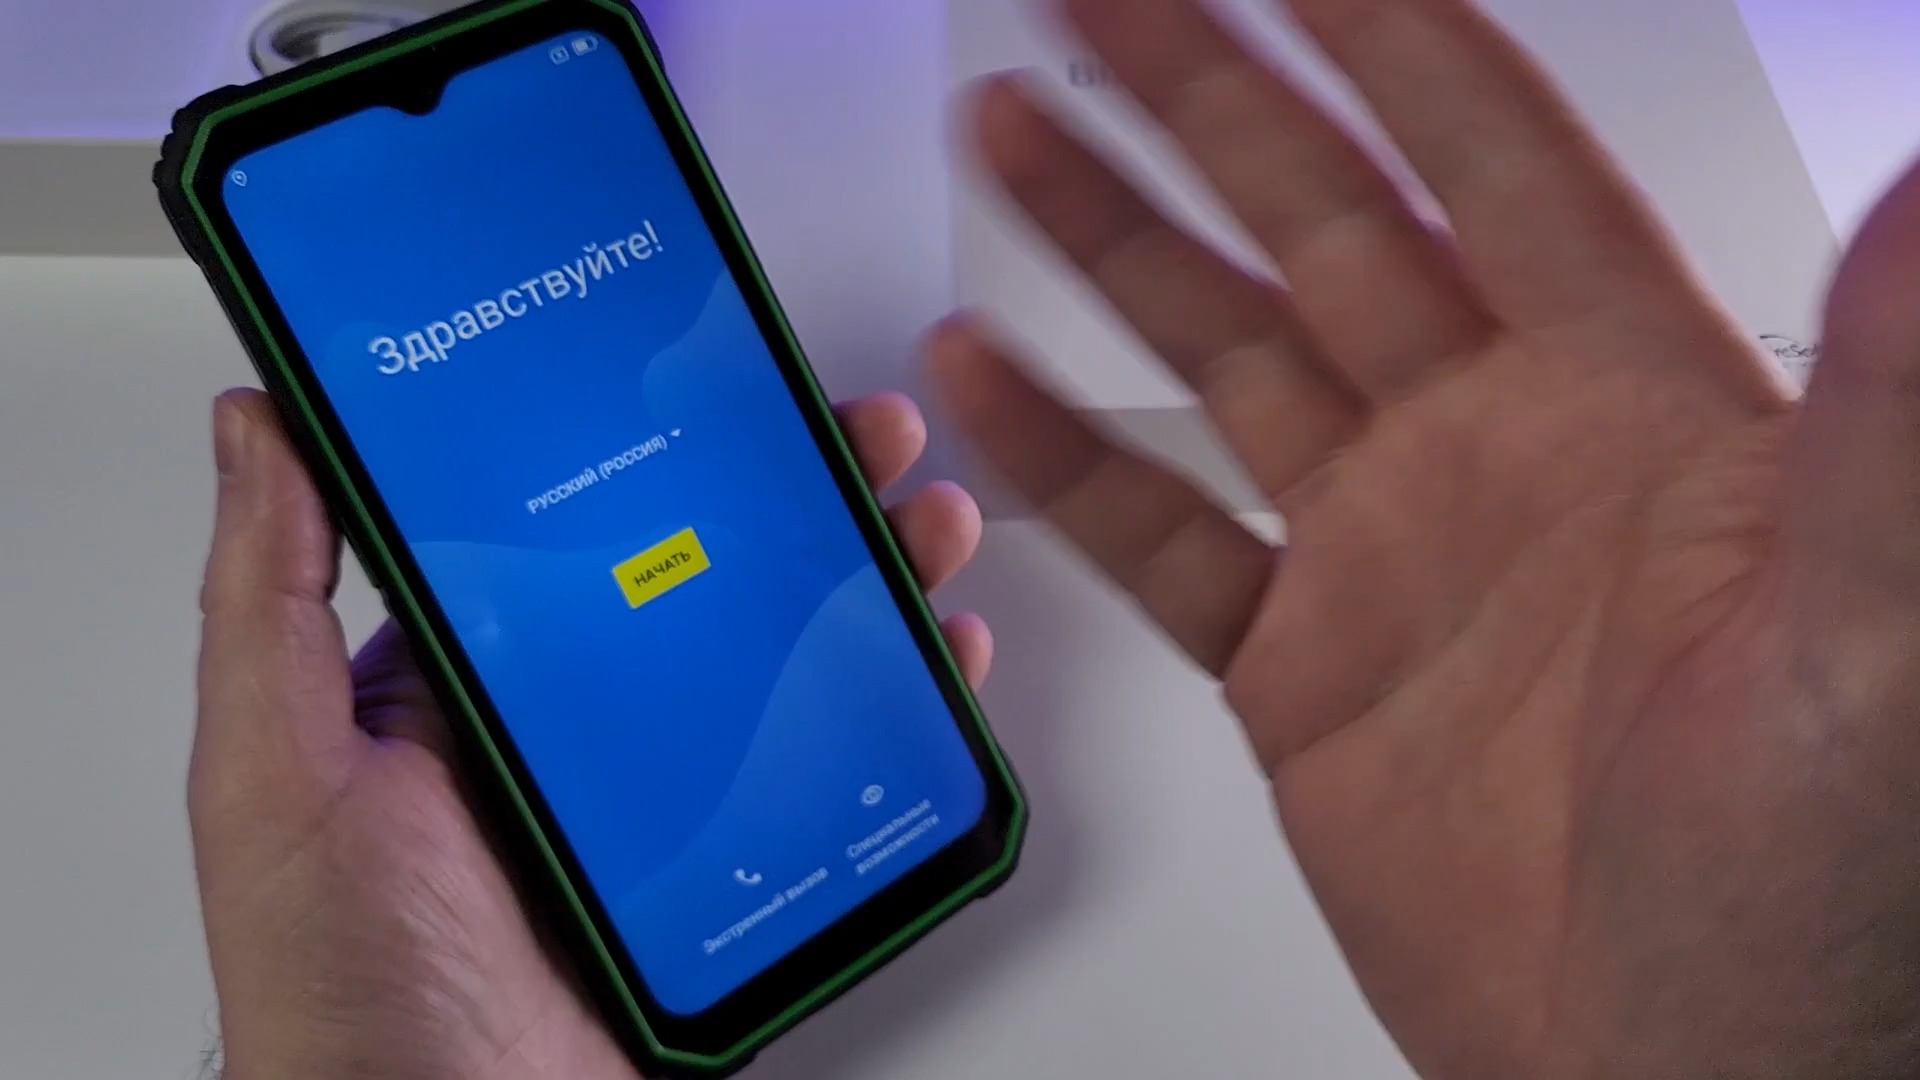 Здравствуйте!
РУССКИЙ (РОССИЯ)
НАЧАТЬ
Экстренный вызов
Специальные
возможности